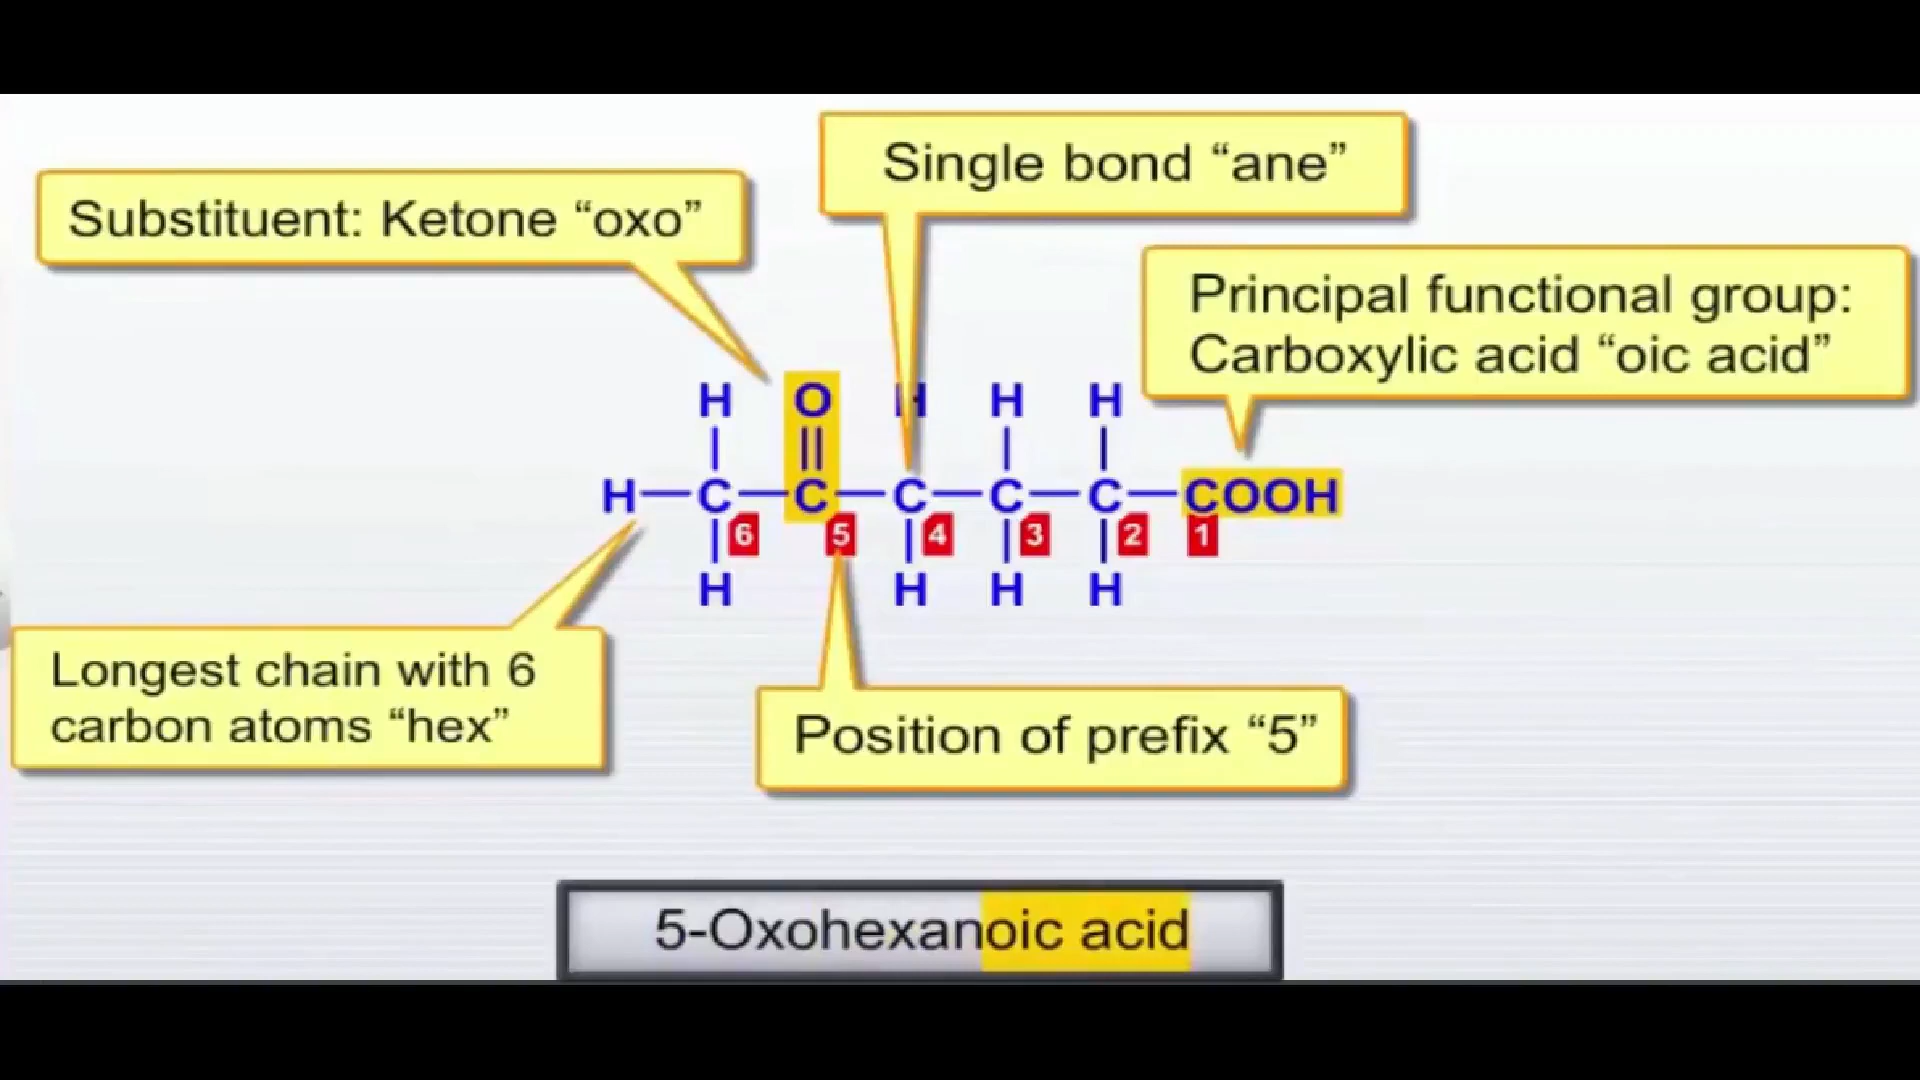 Single bond “ane”
Substituent: Ketone “oxo”
Principal functional group:
Carboxylic acid “oic acid”
H O H H H
H C C C C C COOH
6 5 4 3 2 1
H H H H
Longest chain with 6
carbon atoms “hex”
Position of prefix “5”
5-Oxohexanoic acid